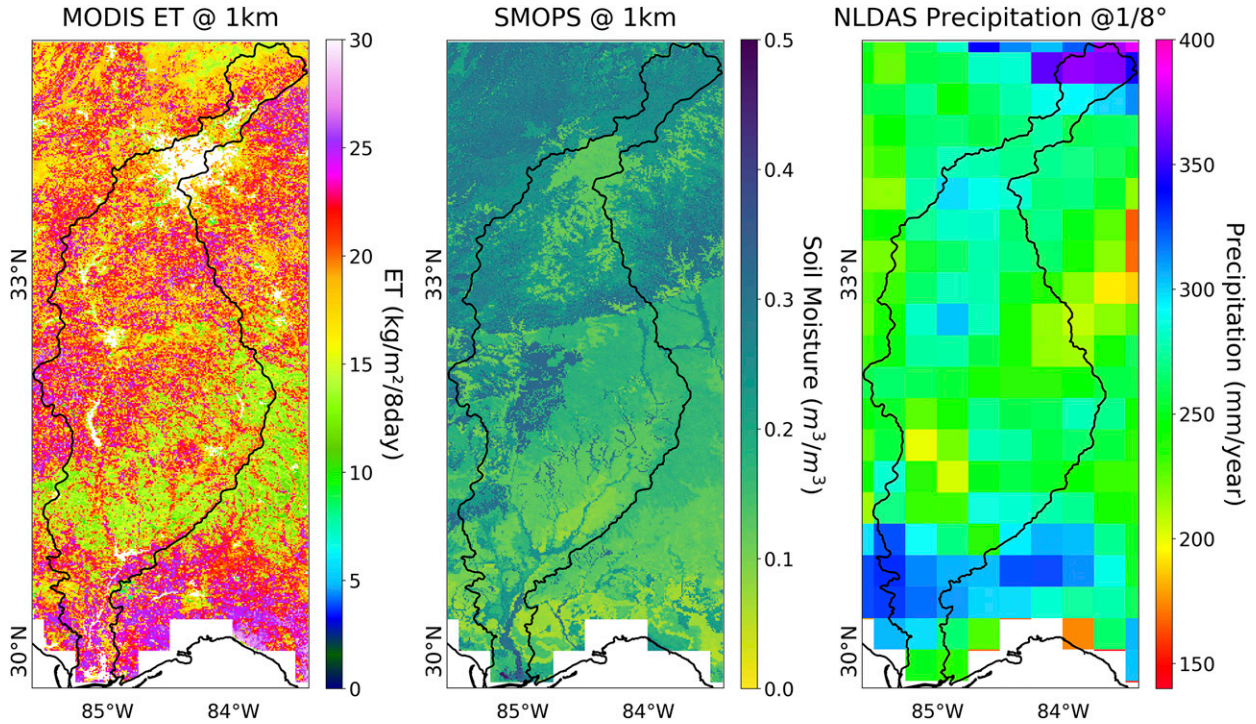 MODIS ET @ 1km
SMOPS @ 1km
NLDAS Precipitation @1/8°
30
25
20
15
10
5
0
ET (kg/m²/8day)
33°N
30°N
85°W
84°W
0.5
0.4
0.3
0.2
0.1
0.0
Soil Moisture (m³/m³)
33°N
30°N
85°W
84°W
400
350
300
250
200
150
Precipitation (mm/year)
33°N
30°N
85°W
84°W